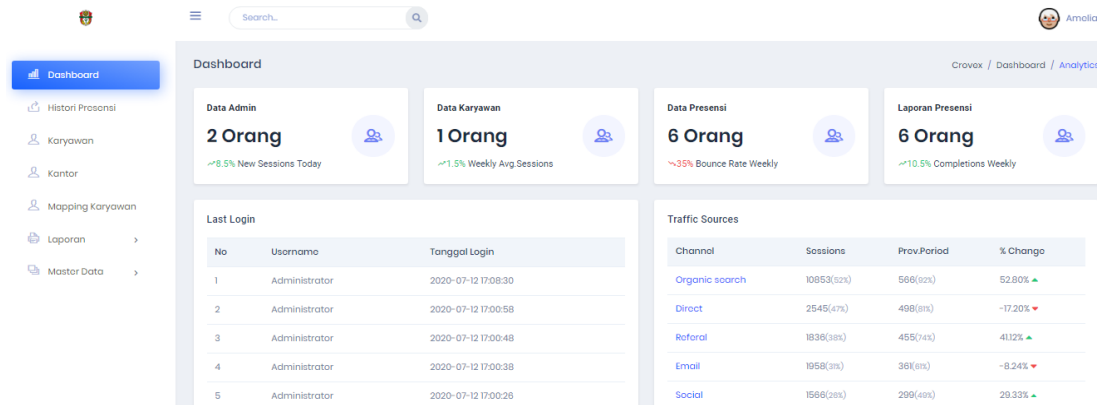 Search...
Amelia
Dashboard
Histori Presensi
Karyawan
Kantor
Mapping Karyawan
Laporan
Master Data
Dashboard
Crovex / Dashboard / Analytics
Data Admin
2 Orang
8.5% New Sessions Today
Data Karyawan
1 Orang
1.5% Weekly Avg.Sessions
Data Presensi
6 Orang
35% Bounce Rate Weekly
Laporan Presensi
6 Orang
10.5% Completions Weekly
Last Login
No Username Tanggal Login
1 Administrator 2020-07-12 17:08:30
2 Administrator 2020-07-12 17:00:58
3 Administrator 2020-07-12 17:00:48
4 Administrator 2020-07-12 17:00:38
5 Administrator 2020-07-12 17:00:26
Traffic Sources
Channel Sessions Prev.Period % Change
Organic search 10853(52%) 566(92%) 52.80%
Direct 2545(47%) 498(81%) -17.20%
Referal 1836(38%) 455(74%) 41.12%
Email 1958(31%) 361(61%) -8.24%
Social 1566(28%) 299(49%) 29.33%